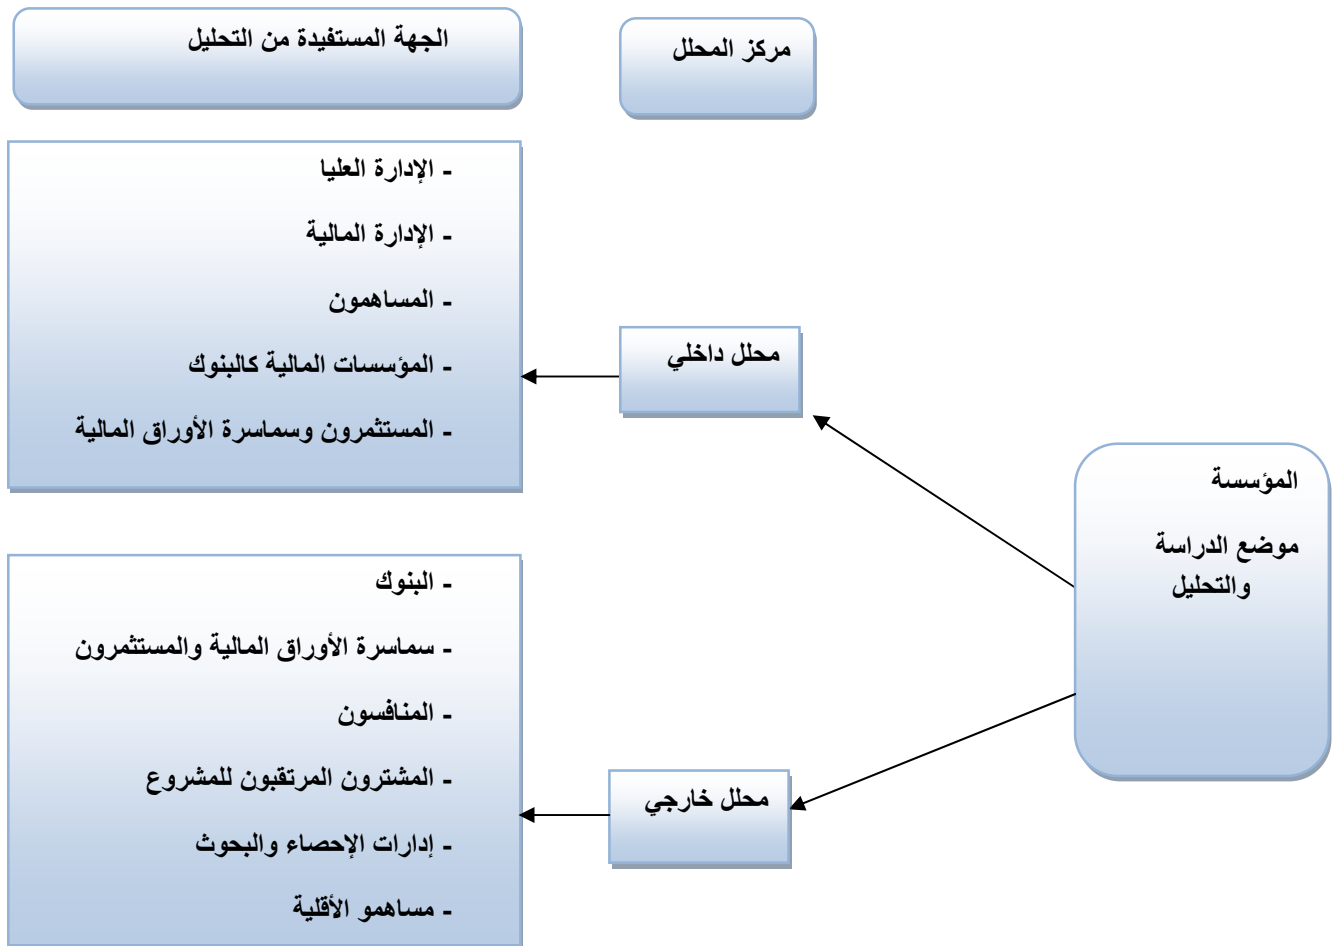 مركز المحلل
الجهة المستفيدة من التحليل
المؤسسة
موضع الدراسة
والتحليل
محلل داخلي
- الإدارة العليا
- الإدارة المالية
- المساهمون
- المؤسسات المالية كالبنوك
- المستثمرون وسماسرة الأوراق المالية
محلل خارجي
- البنوك
- سماسرة الأوراق المالية والمستثمرون
- المنافسون
- المشترون المرتقبون للمشروع
- إدارات الإحصاء والبحوث
- مساهمو الأقلية